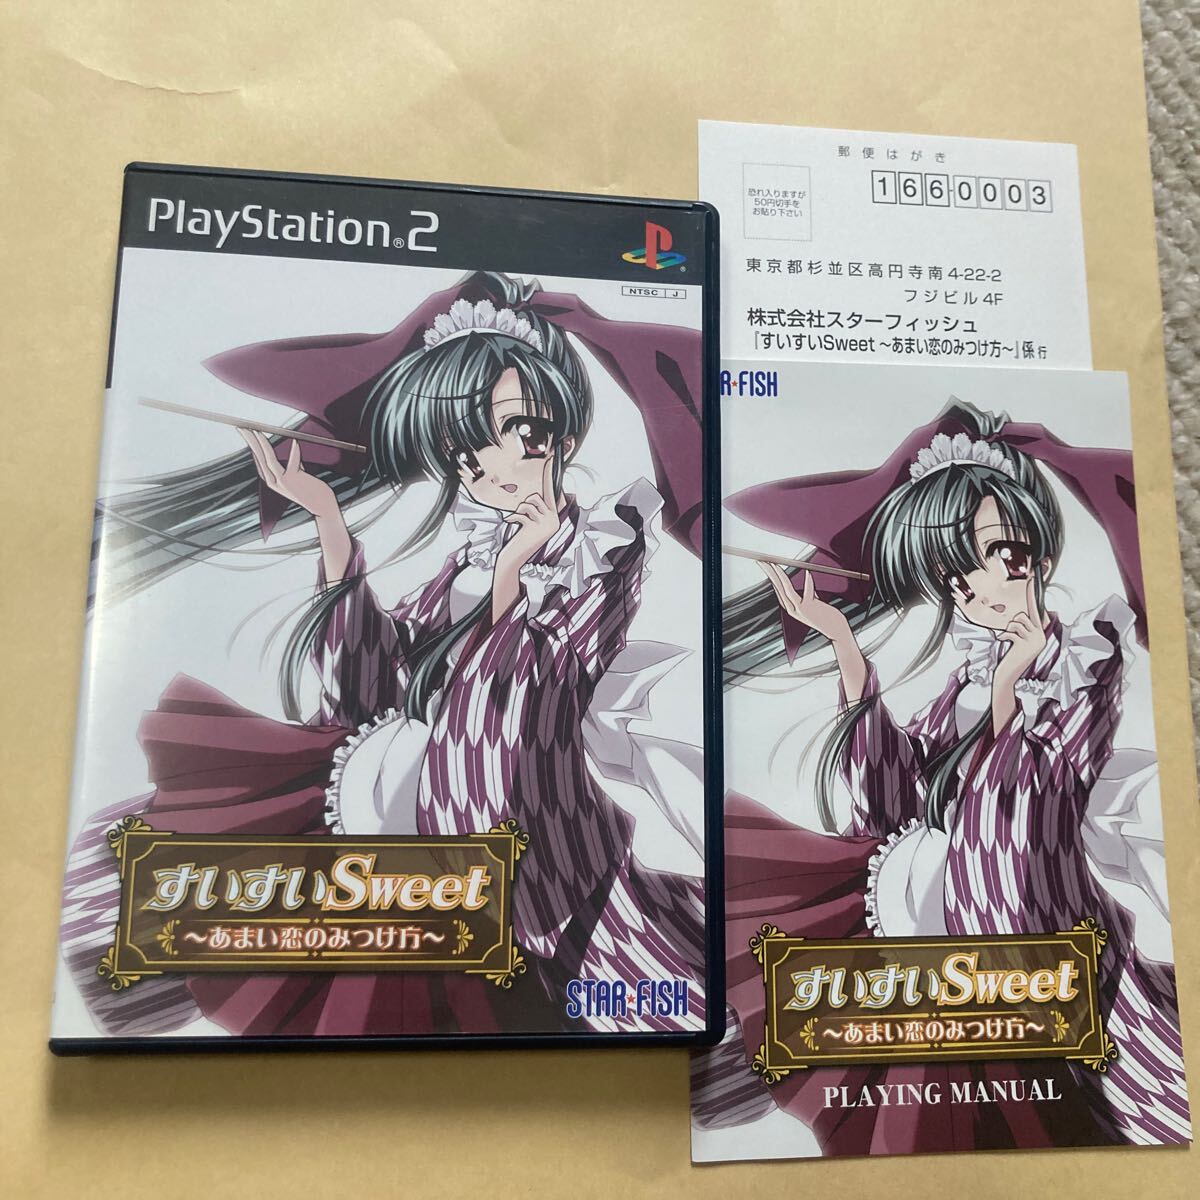 PlayStation®2
NTSC J
すいすいSweet
～あまい恋のみつけ方～
STAR★FISH
郵便はがき
恐れ入りますが
50円切手を
お貼り下さい
166-0003
東京都杉並区高円寺南4-22-2
フジビル4F
株式会社スターフィッシュ
『すいすいSweet ～あまい恋のみつけ方～』係 行
R★FISH
すいすいSweet
～あまい恋のみつけ方～
PLAYING MANUAL